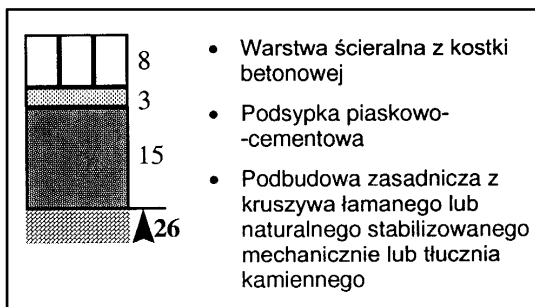 8
3
15
26
• Warstwa ścieralna z kostki
betonowej
• Podsypka piaskowo-
-cementowa
• Podbudowa zasadnicza z
kruszywa łamanego lub
naturalnego stabilizowanego
mechanicznie lub tłucznia
kamiennego